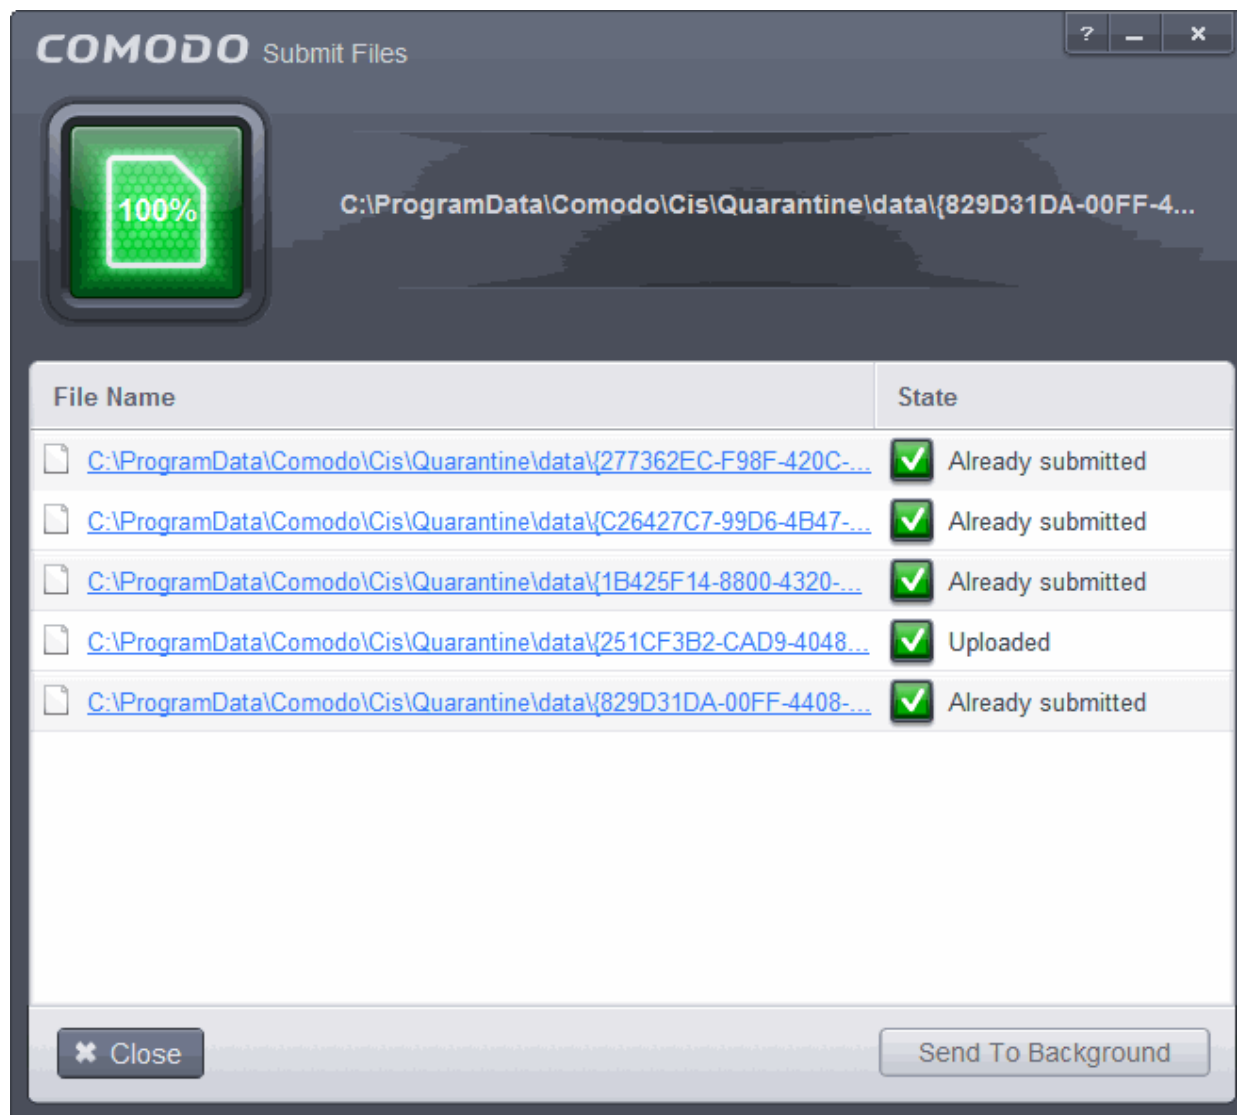 COMODO Submit Files
?
100%
C:\ProgramData\Comodo\Cis\Quarantine\data\{829D31DA-00FF-4...
File Name State
C:\ProgramData\Comodo\Cis\Quarantine\data\{277362EC-F98F-420C-... Already submitted
C:\ProgramData\Comodo\Cis\Quarantine\data\{C26427C7-99D6-4B47-... Already submitted
C:\ProgramData\Comodo\Cis\Quarantine\data\{1B425F14-8800-4320-... Already submitted
C:\ProgramData\Comodo\Cis\Quarantine\data\{251CF3B2-CAD9-4048... Uploaded
C:\ProgramData\Comodo\Cis\Quarantine\data\{829D31DA-00FF-4408-... Already submitted
Close Send To Background